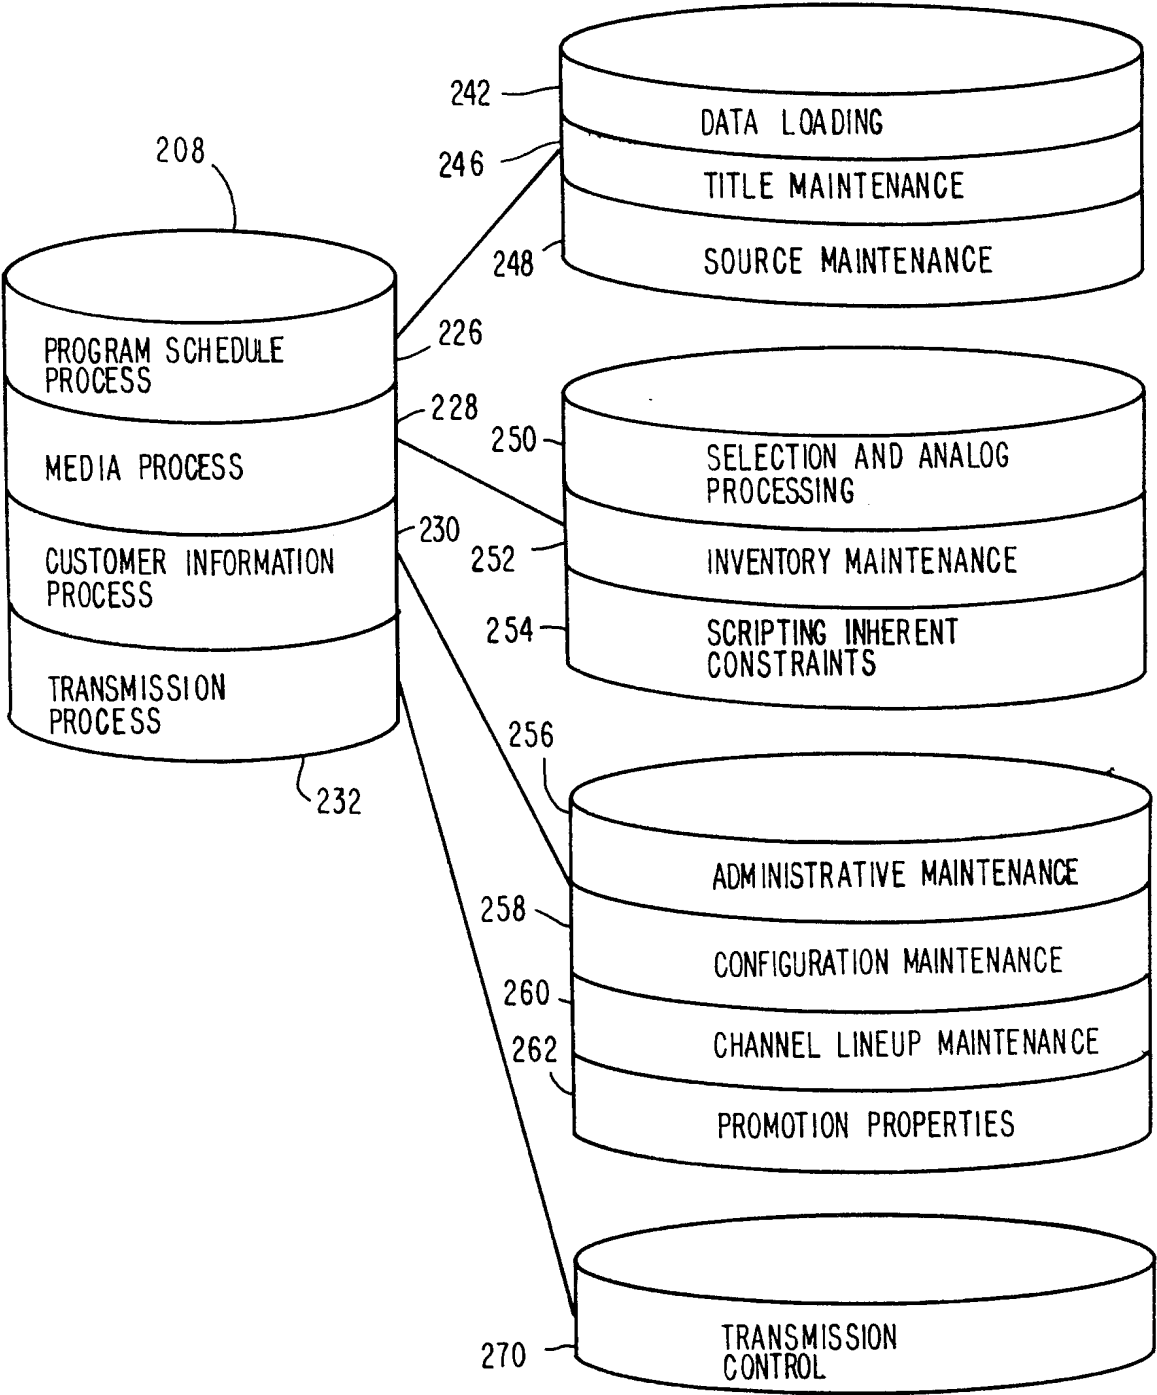 208
PROGRAM SCHEDULE
PROCESS
226
MEDIA PROCESS
228
CUSTOMER INFORMATION
PROCESS
230
TRANSMISSION
PROCESS
232
242
DATA LOADING
246
TITLE MAINTENANCE
248
SOURCE MAINTENANCE
250
SELECTION AND ANALOG
PROCESSING
252
INVENTORY MAINTENANCE
254
SCRIPTING INHERENT
CONSTRAINTS
256
ADMINISTRATIVE MAINTENANCE
258
CONFIGURATION MAINTENANCE
260
CHANNEL LINEUP MAINTENANCE
262
PROMOTION PROPERTIES
270
TRANSMISSION
CONTROL